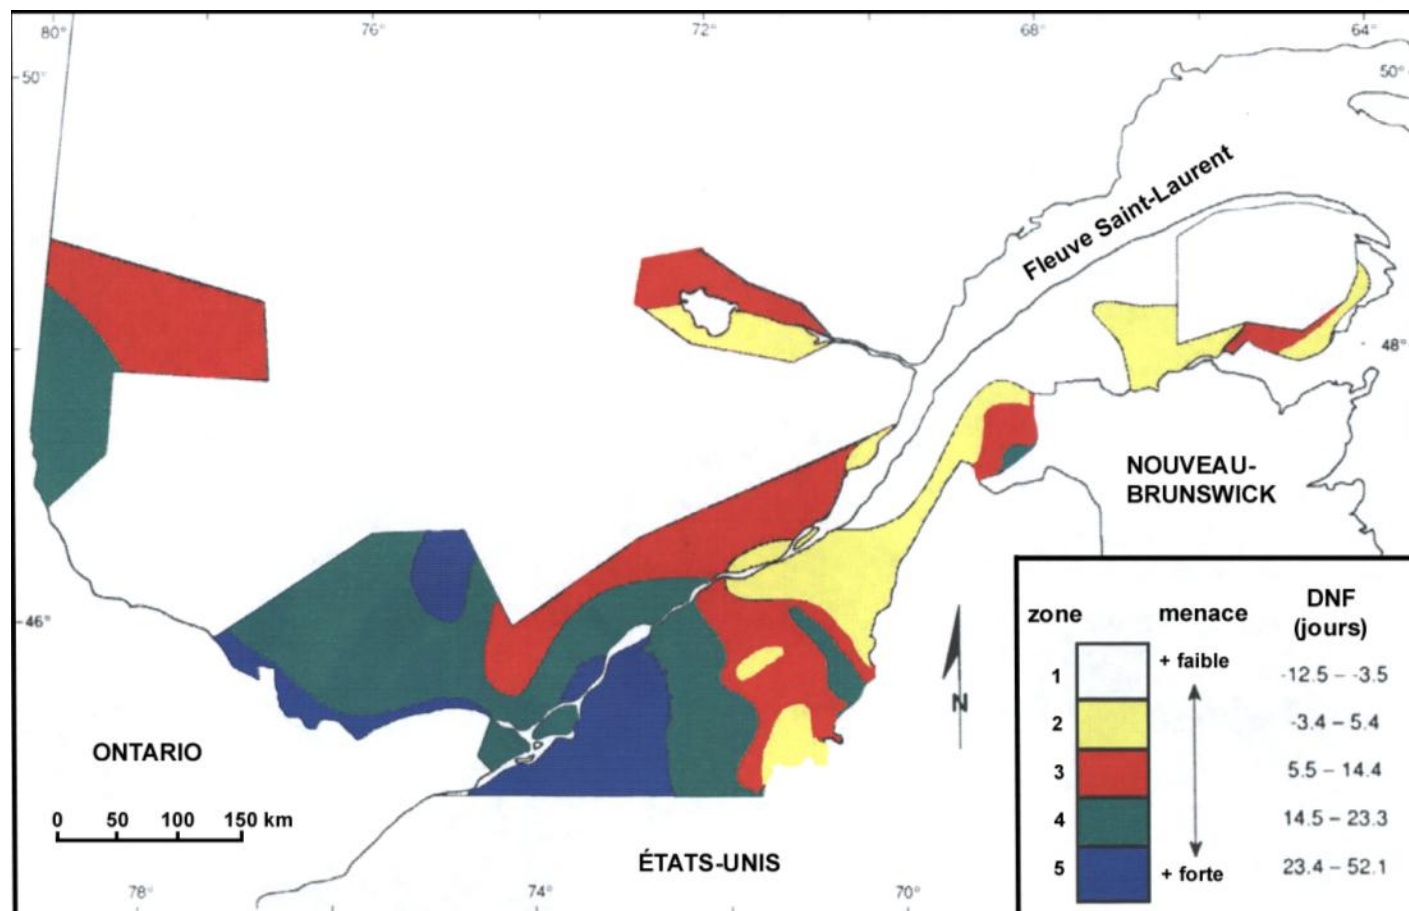 80° 76° 72° 68° 64°
50° 50°
Fleuve Saint-Laurent
48°
NOUVEAU-
BRUNSWICK
46°
N
ONTARIO
0 50 100 150 km
ÉTATS-UNIS
78° 74° 70°
zone menace DNF
(jours)
1 + faible -12.5 – -3.5
2 -3.4 – 5.4
3 5.5 – 14.4
4 14.5 – 23.3
5 + forte 23.4 – 52.1